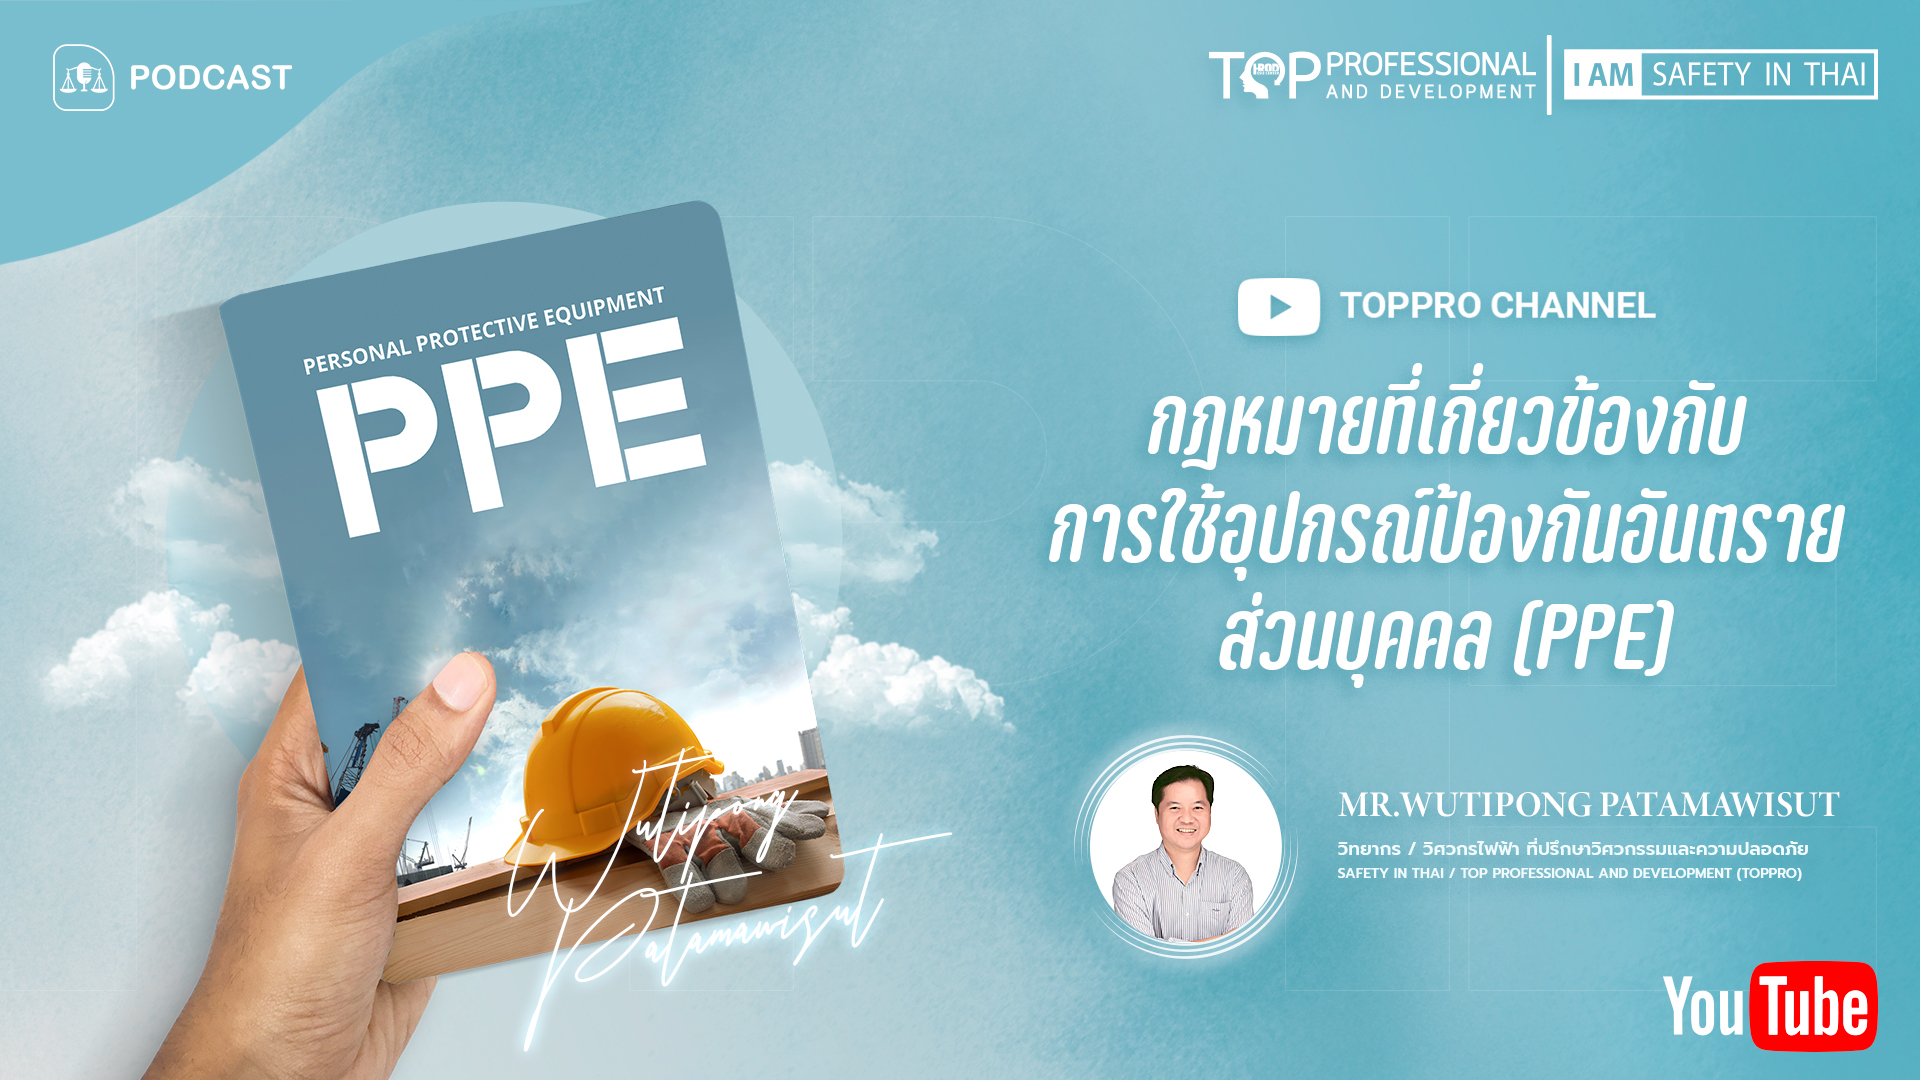 PODCAST
TOP PROFESSIONAL
AND DEVELOPMENT
I AM SAFETY IN THAI
PERSONAL PROTECTIVE EQUIPMENT
PPE
Wutipong
Patamawisut
TOPPRO CHANNEL
กฎหมายที่เกี่ยวข้องกับ
การใช้อุปกรณ์ป้องกันอันตราย
ส่วนบุคคล (PPE)
MR.WUTIPONG PATAMAWISUT
วิทยากร / วิศวกรไฟฟ้า ที่ปรึกษาวิศวกรรมและความปลอดภัย
SAFETY IN THAI / TOP PROFESSIONAL AND DEVELOPMENT (TOPPRO)
YouTube